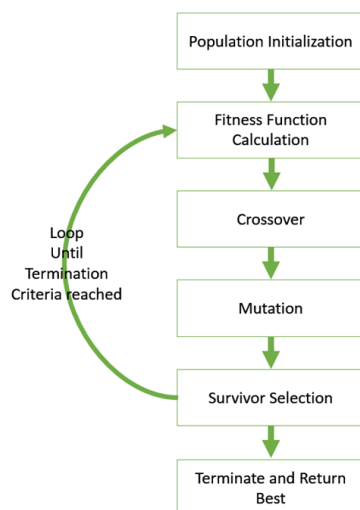 Population Initialization
Fitness Function
Calculation
Crossover
Loop
Until
Termination
Criteria reached
Mutation
Survivor Selection
Terminate and Return
Best